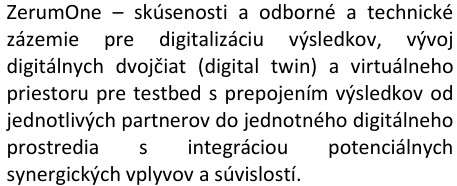 ZerumOne – skúsenosti a odborné a technické
zázemie pre digitalizáciu výsledkov, vývoj
digitálnych dvojčiat (digital twin) a virtuálneho
priestoru pre testbed s prepojením výsledkov od
jednotlivých partnerov do jednotného digitálneho
prostredia s integráciou potenciálnych
synergických vplyvov a súvislostí.